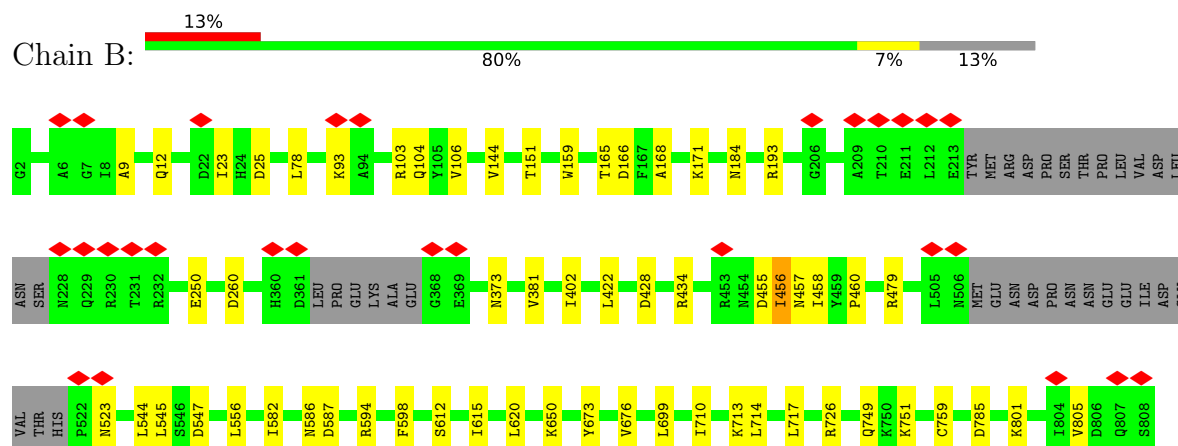 13%
Chain B:
80% 7% 13%
G2 A6 G7 I8 A9 Q12 D22 I23 H24 D25 L78 K93 A94 R103 Q104 Y105 V106 V144 T151 W159 T165 D166 F167 A168 K171 N184 R193 G206 A209 T210 E211 L212 E213 TYR MET ARG ASP PRO SER THR PRO LEU VAL ASP LEU
ASN SER N228 Q229 R230 T231 R232 E250 D260 H360 D361 LEU PRO GLU LYS ALA GLU G368 E369 N373 V381 I402 L422 D428 R434 R453 N454 D455 I456 N457 I458 Y459 P460 R479 L505 N506 MET GLU ASN ASP PRO ASN ASN GLU GLU ILE ASP
VAL THR HIS P522 N523 L544 L545 S546 D547 L556 I582 N586 D587 R594 F598 S612 I615 L620 K650 Y673 V676 L699 I710 K713 L714 L717 R726 Q749 K750 K751 C759 D785 K801 I804 V805 D806 Q807 S808